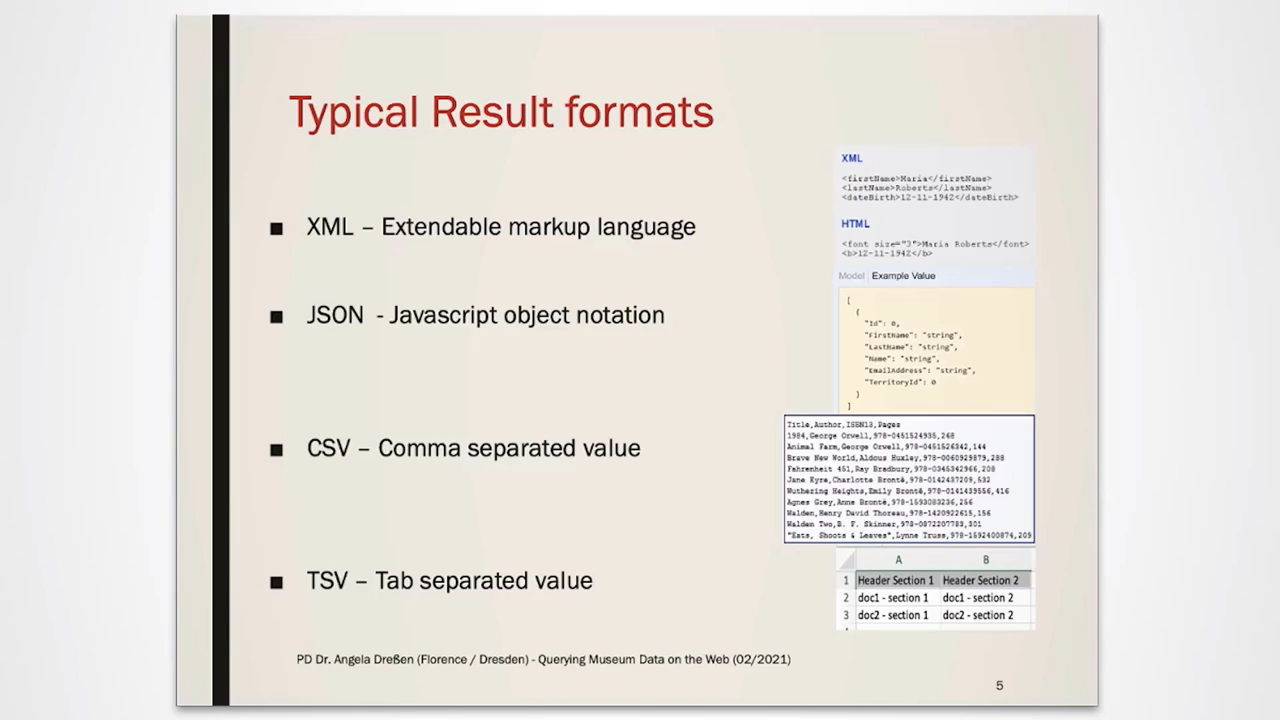 Typical Result formats
■ XML – Extendable markup language
■ JSON - Javascript object notation
■ CSV – Comma separated value
■ TSV – Tab separated value
XML
<firstName>Maria</firstName>
<lastName>Roberts</lastName>
<dateBirth>12-11-1942</dateBirth>
HTML
<font size="3">Maria Roberts</font>
<b>12-11-1942</b>
Model Example Value
[
{
"Id": 0,
"FirstName": "string",
"LastName": "string",
"Name": "string",
"EmailAddress": "string",
"TerritoryId": 0
}
]
Title,Author,ISBN13,Pages
1984,George Orwell,978-0451524935,268
Animal Farm,George Orwell,978-0451526342,144
Brave New World,Aldous Huxley,978-0060929879,288
Fahrenheit 451,Ray Bradbury,978-0345342966,208
Jane Eyre,Charlotte Brontë,978-0142437209,532
Wuthering Heights,Emily Brontë,978-0141439556,416
Agnes Grey,Anne Brontë,978-1593083236,256
Walden,Henry David Thoreau,978-1420922615,156
Walden Two,B. F. Skinner,978-0872207783,301
"Eats, Shoots & Leaves",Lynne Truss,978-1592400874,209
A B
1 Header Section 1 Header Section 2
2 doc1 - section 1 doc1 - section 2
3 doc2 - section 1 doc2 - section 2
PD Dr. Angela Dreßen (Florence / Dresden) - Querying Museum Data on the Web (02/2021)
5